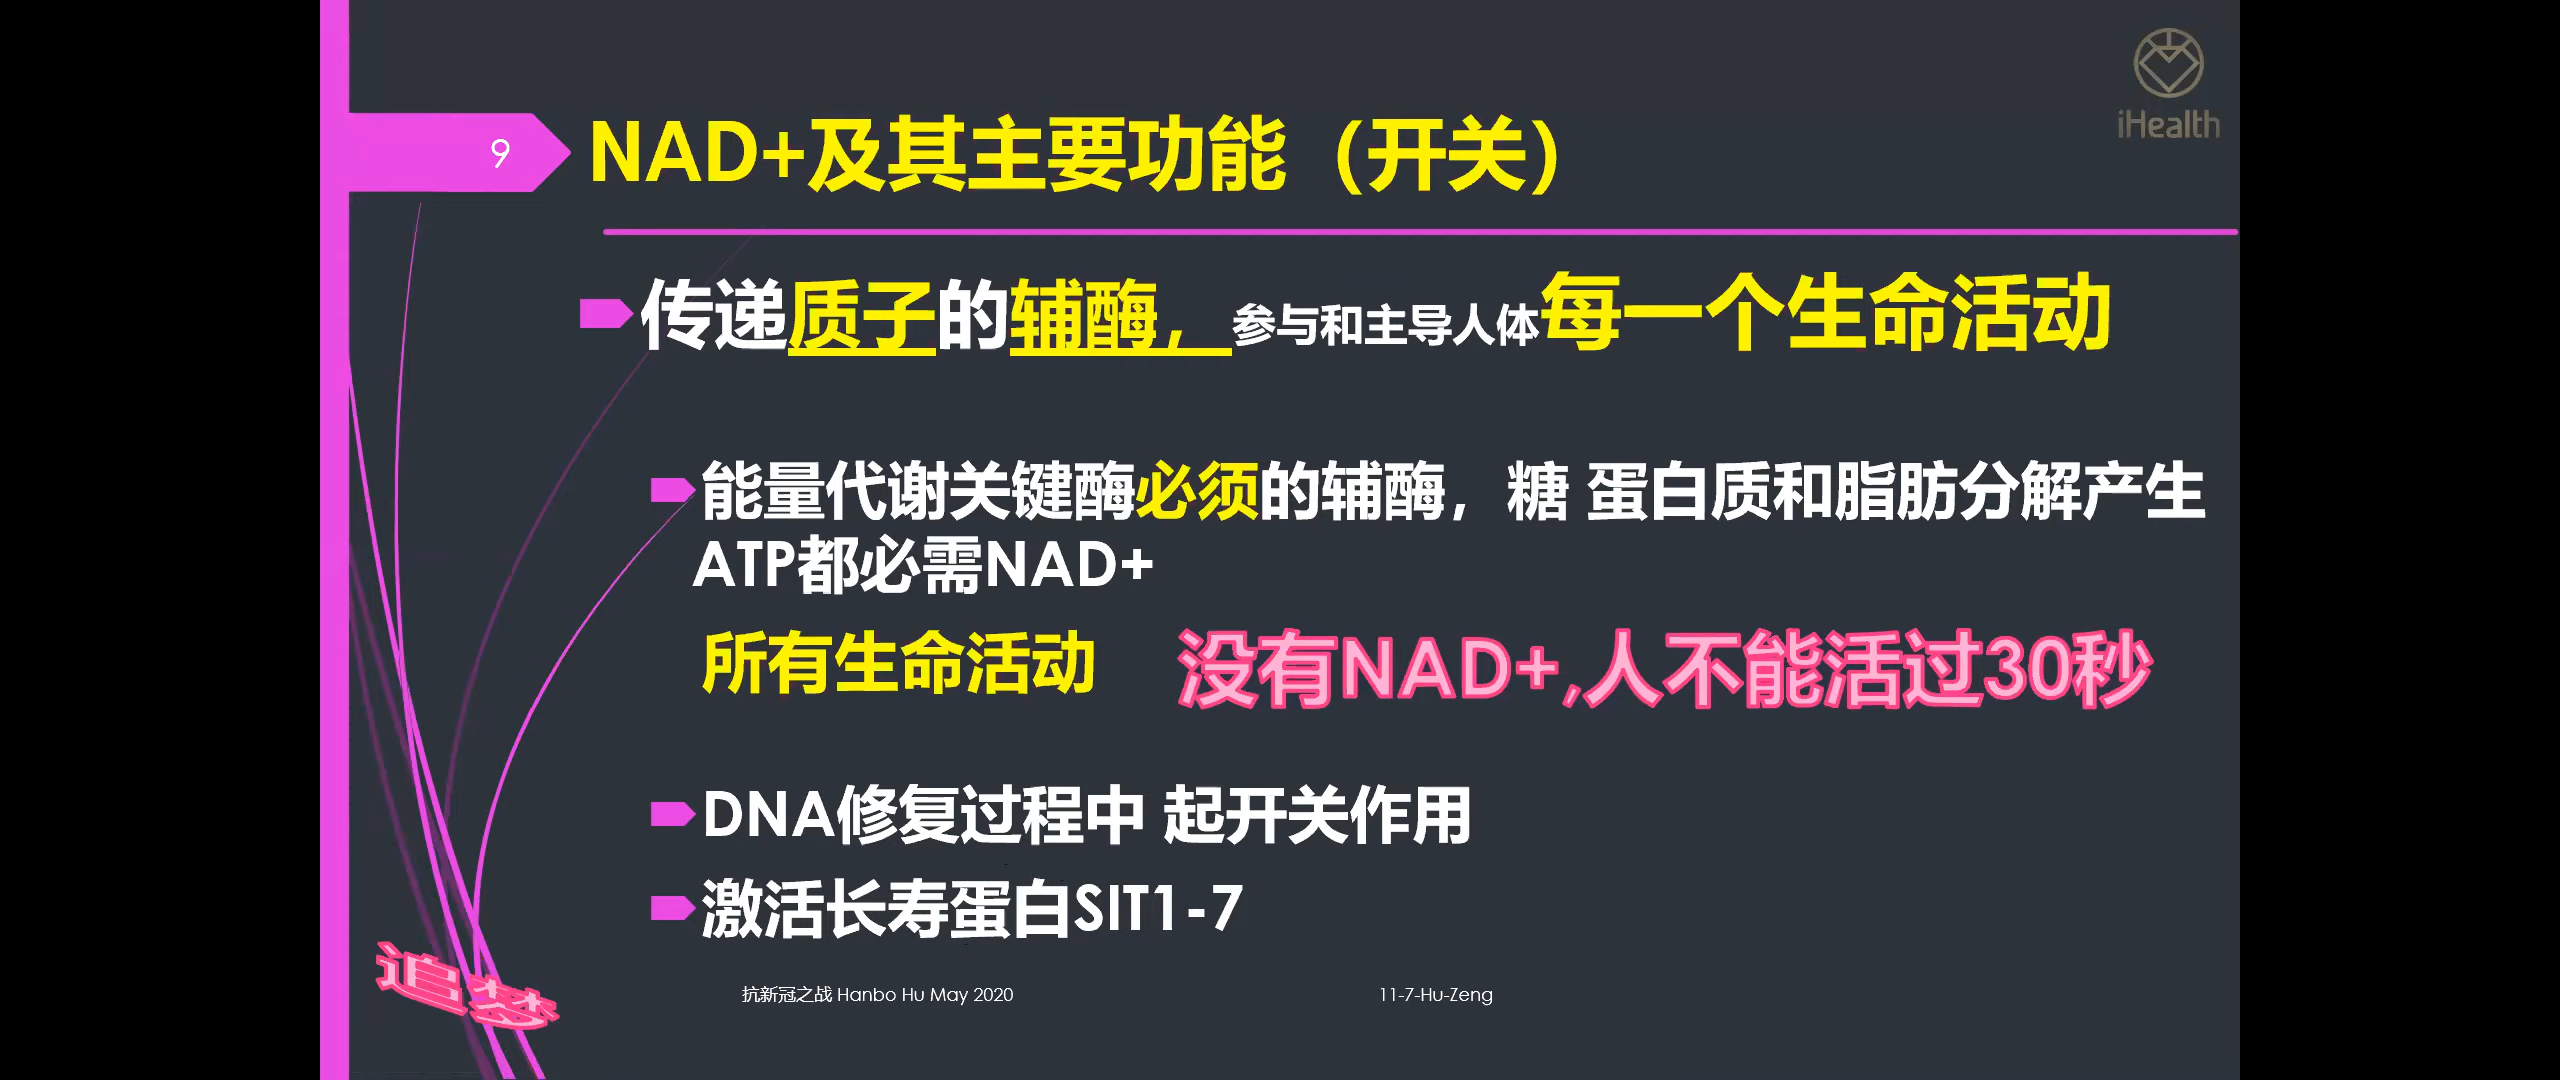 iHealth
9
NAD+及其主要功能（开关）
传递质子的辅酶，参与和主导人体每一个生命活动
能量代谢关键酶必须的辅酶，糖 蛋白质和脂肪分解产生
ATP都必需NAD+
所有生命活动 没有NAD+,人不能活过30秒
DNA修复过程中 起开关作用
激活长寿蛋白SIT1-7
追梦
抗新冠之战 Hanbo Hu May 2020
11-7-Hu-Zeng